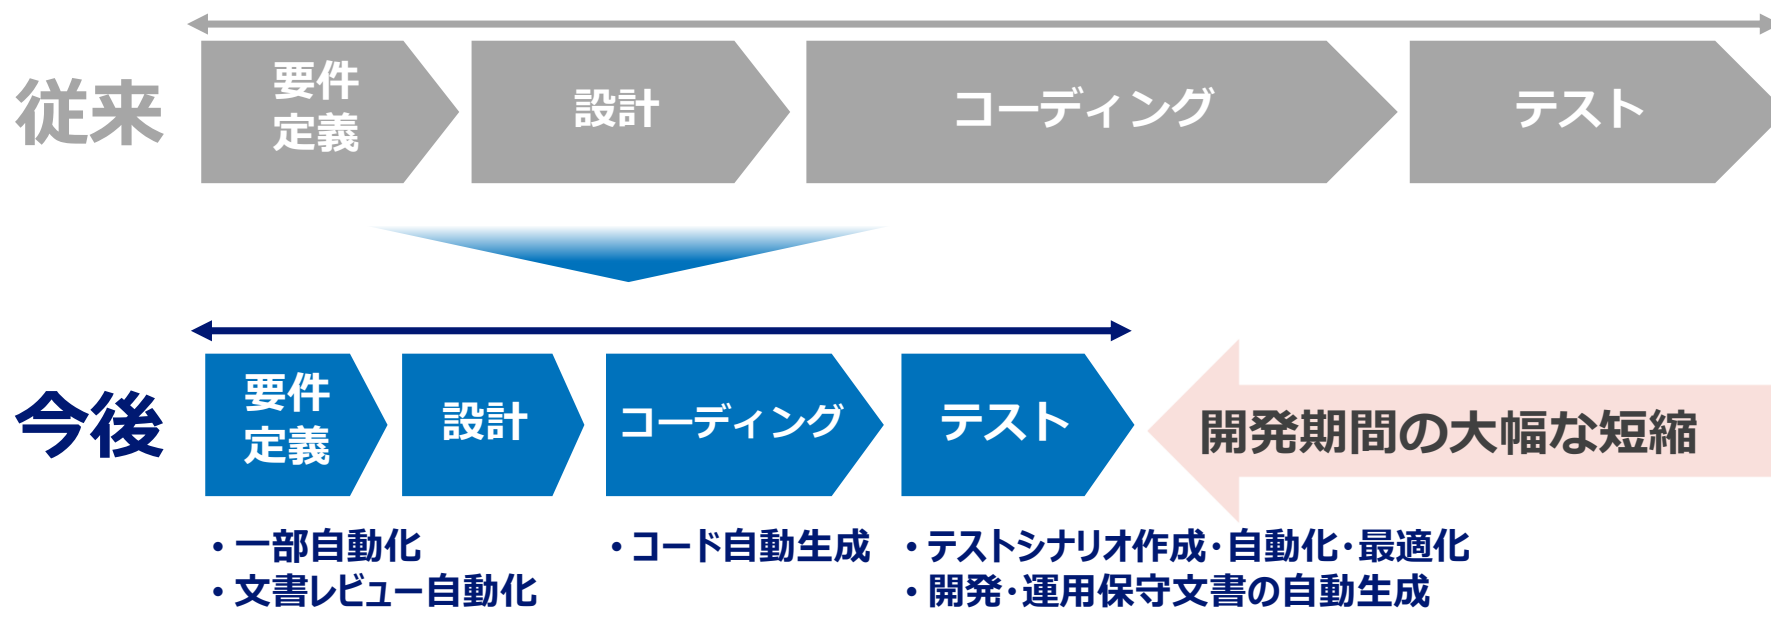 従来
要件
定義
設計
コーディング
テスト
今後
要件
定義
設計
コーディング
テスト
開発期間の大幅な短縮
・一部自動化
・文書レビュー自動化
・コード自動生成
・テストシナリオ作成・自動化・最適化
・開発・運用保守文書の自動生成